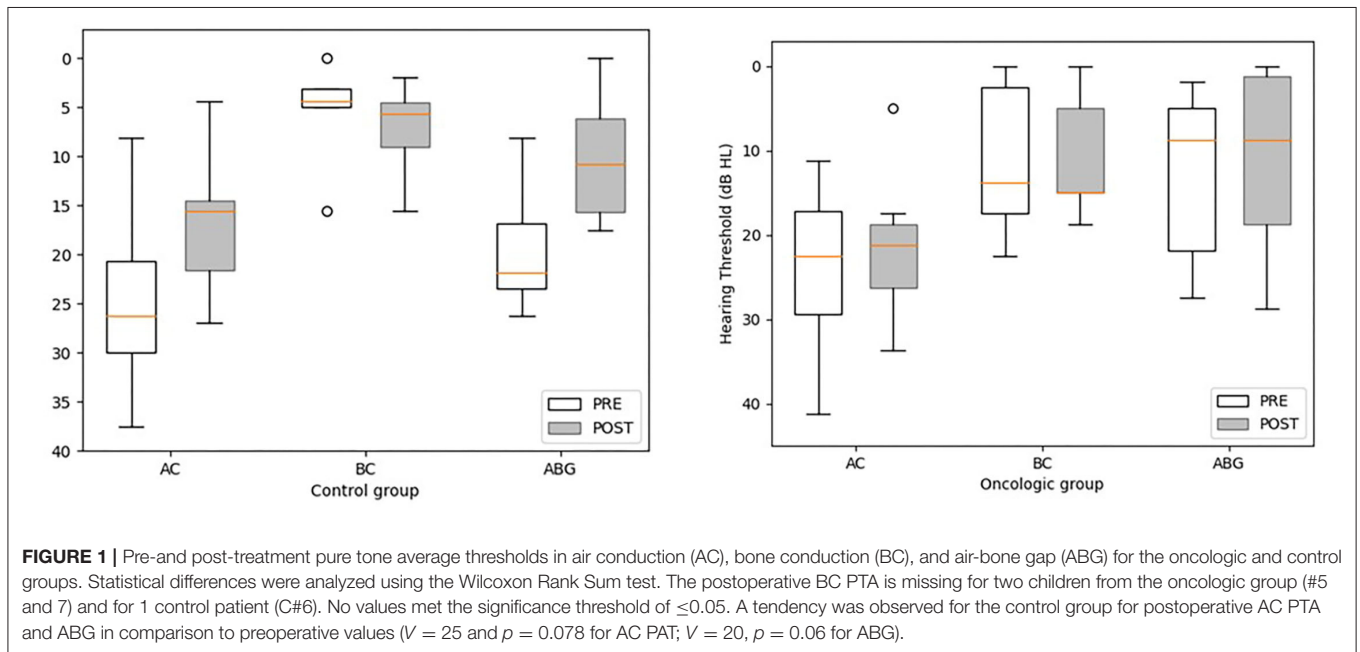 0
5
10
15
20
25
30
35
40
PRE
POST
AC
BC
ABG
Control group
Hearing Threshold (dB HL)
0
10
20
30
40
PRE
POST
AC
BC
ABG
Oncologic group
FIGURE 1 | Pre-and post-treatment pure tone average thresholds in air conduction (AC), bone conduction (BC), and air-bone gap (ABG) for the oncologic and control
groups. Statistical differences were analyzed using the Wilcoxon Rank Sum test. The postoperative BC PTA is missing for two children from the oncologic group (#5
and 7) and for 1 control patient (C#6). No values met the significance threshold of ≤0.05. A tendency was observed for the control group for postoperative AC PTA
and ABG in comparison to preoperative values (V = 25 and p = 0.078 for AC PAT; V = 20, p = 0.06 for ABG).